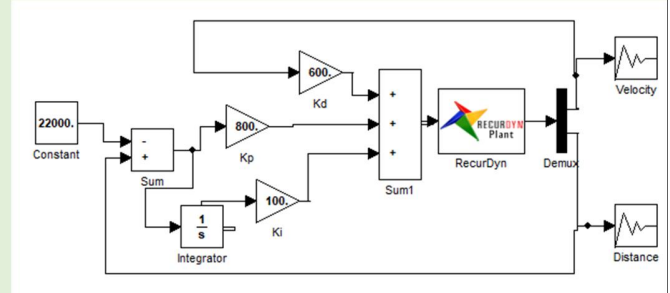 600.
Kd
Velocity
22000.
Constant
-
+
Sum
800.
Kp
+
+
+
Sum1
RECURDYN
Plant
RecurDyn
Demux
1
s
Integrator
100.
Ki
Distance